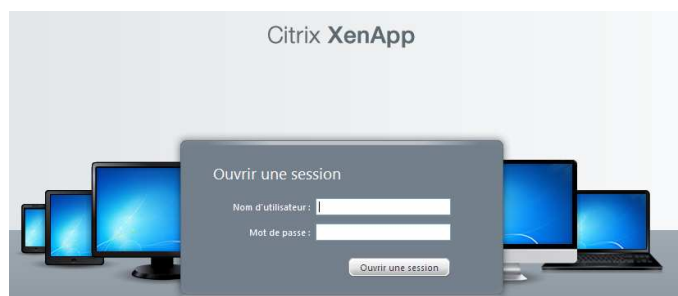 Citrix XenApp
Ouvrir une session
Nom d'utilisateur :
Mot de passe :
Ouvrir une session